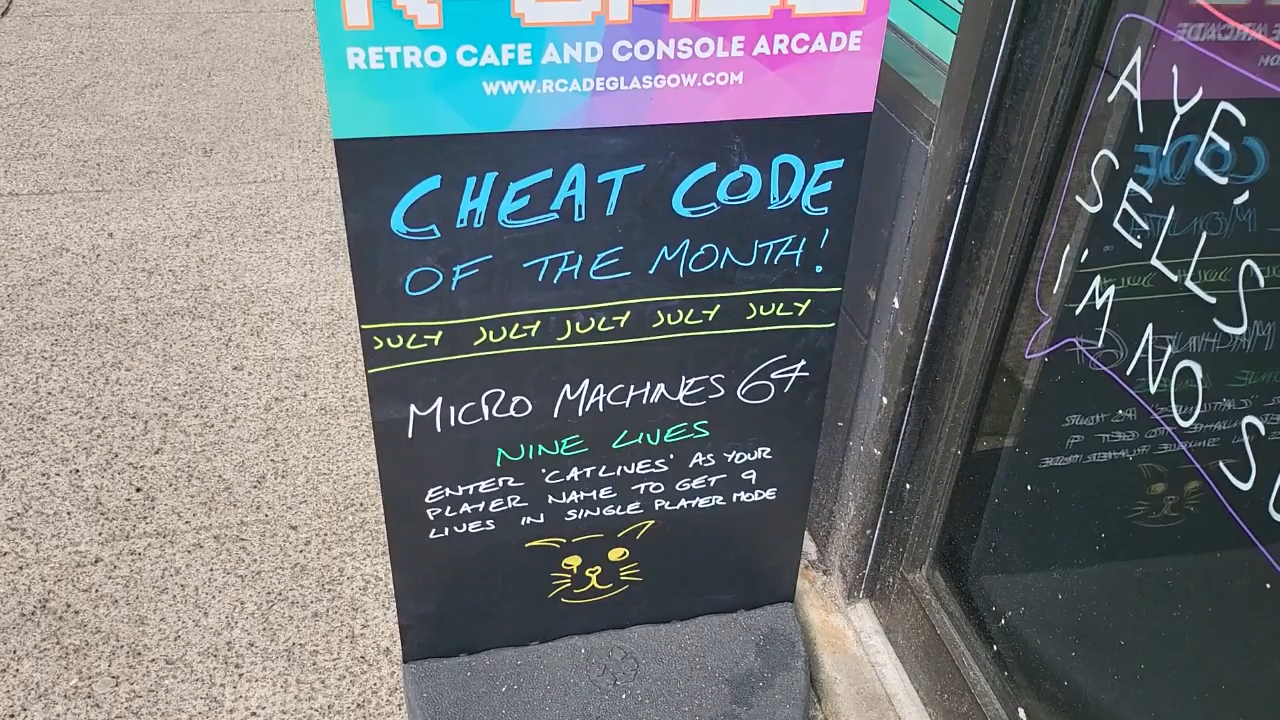 RETRO CAFE AND CONSOLE ARCADE
WWW.RCADEGLASGOW.COM
CHEAT CODE
OF THE MONTH!
JULY JULY JULY JULY JULY
MICRO MACHINES 64
NINE LIVES
ENTER 'CATLIVES' AS YOUR
PLAYER NAME TO GET 9
LIVES IN SINGLE PLAYER MODE
AYE,
SELLS
NO